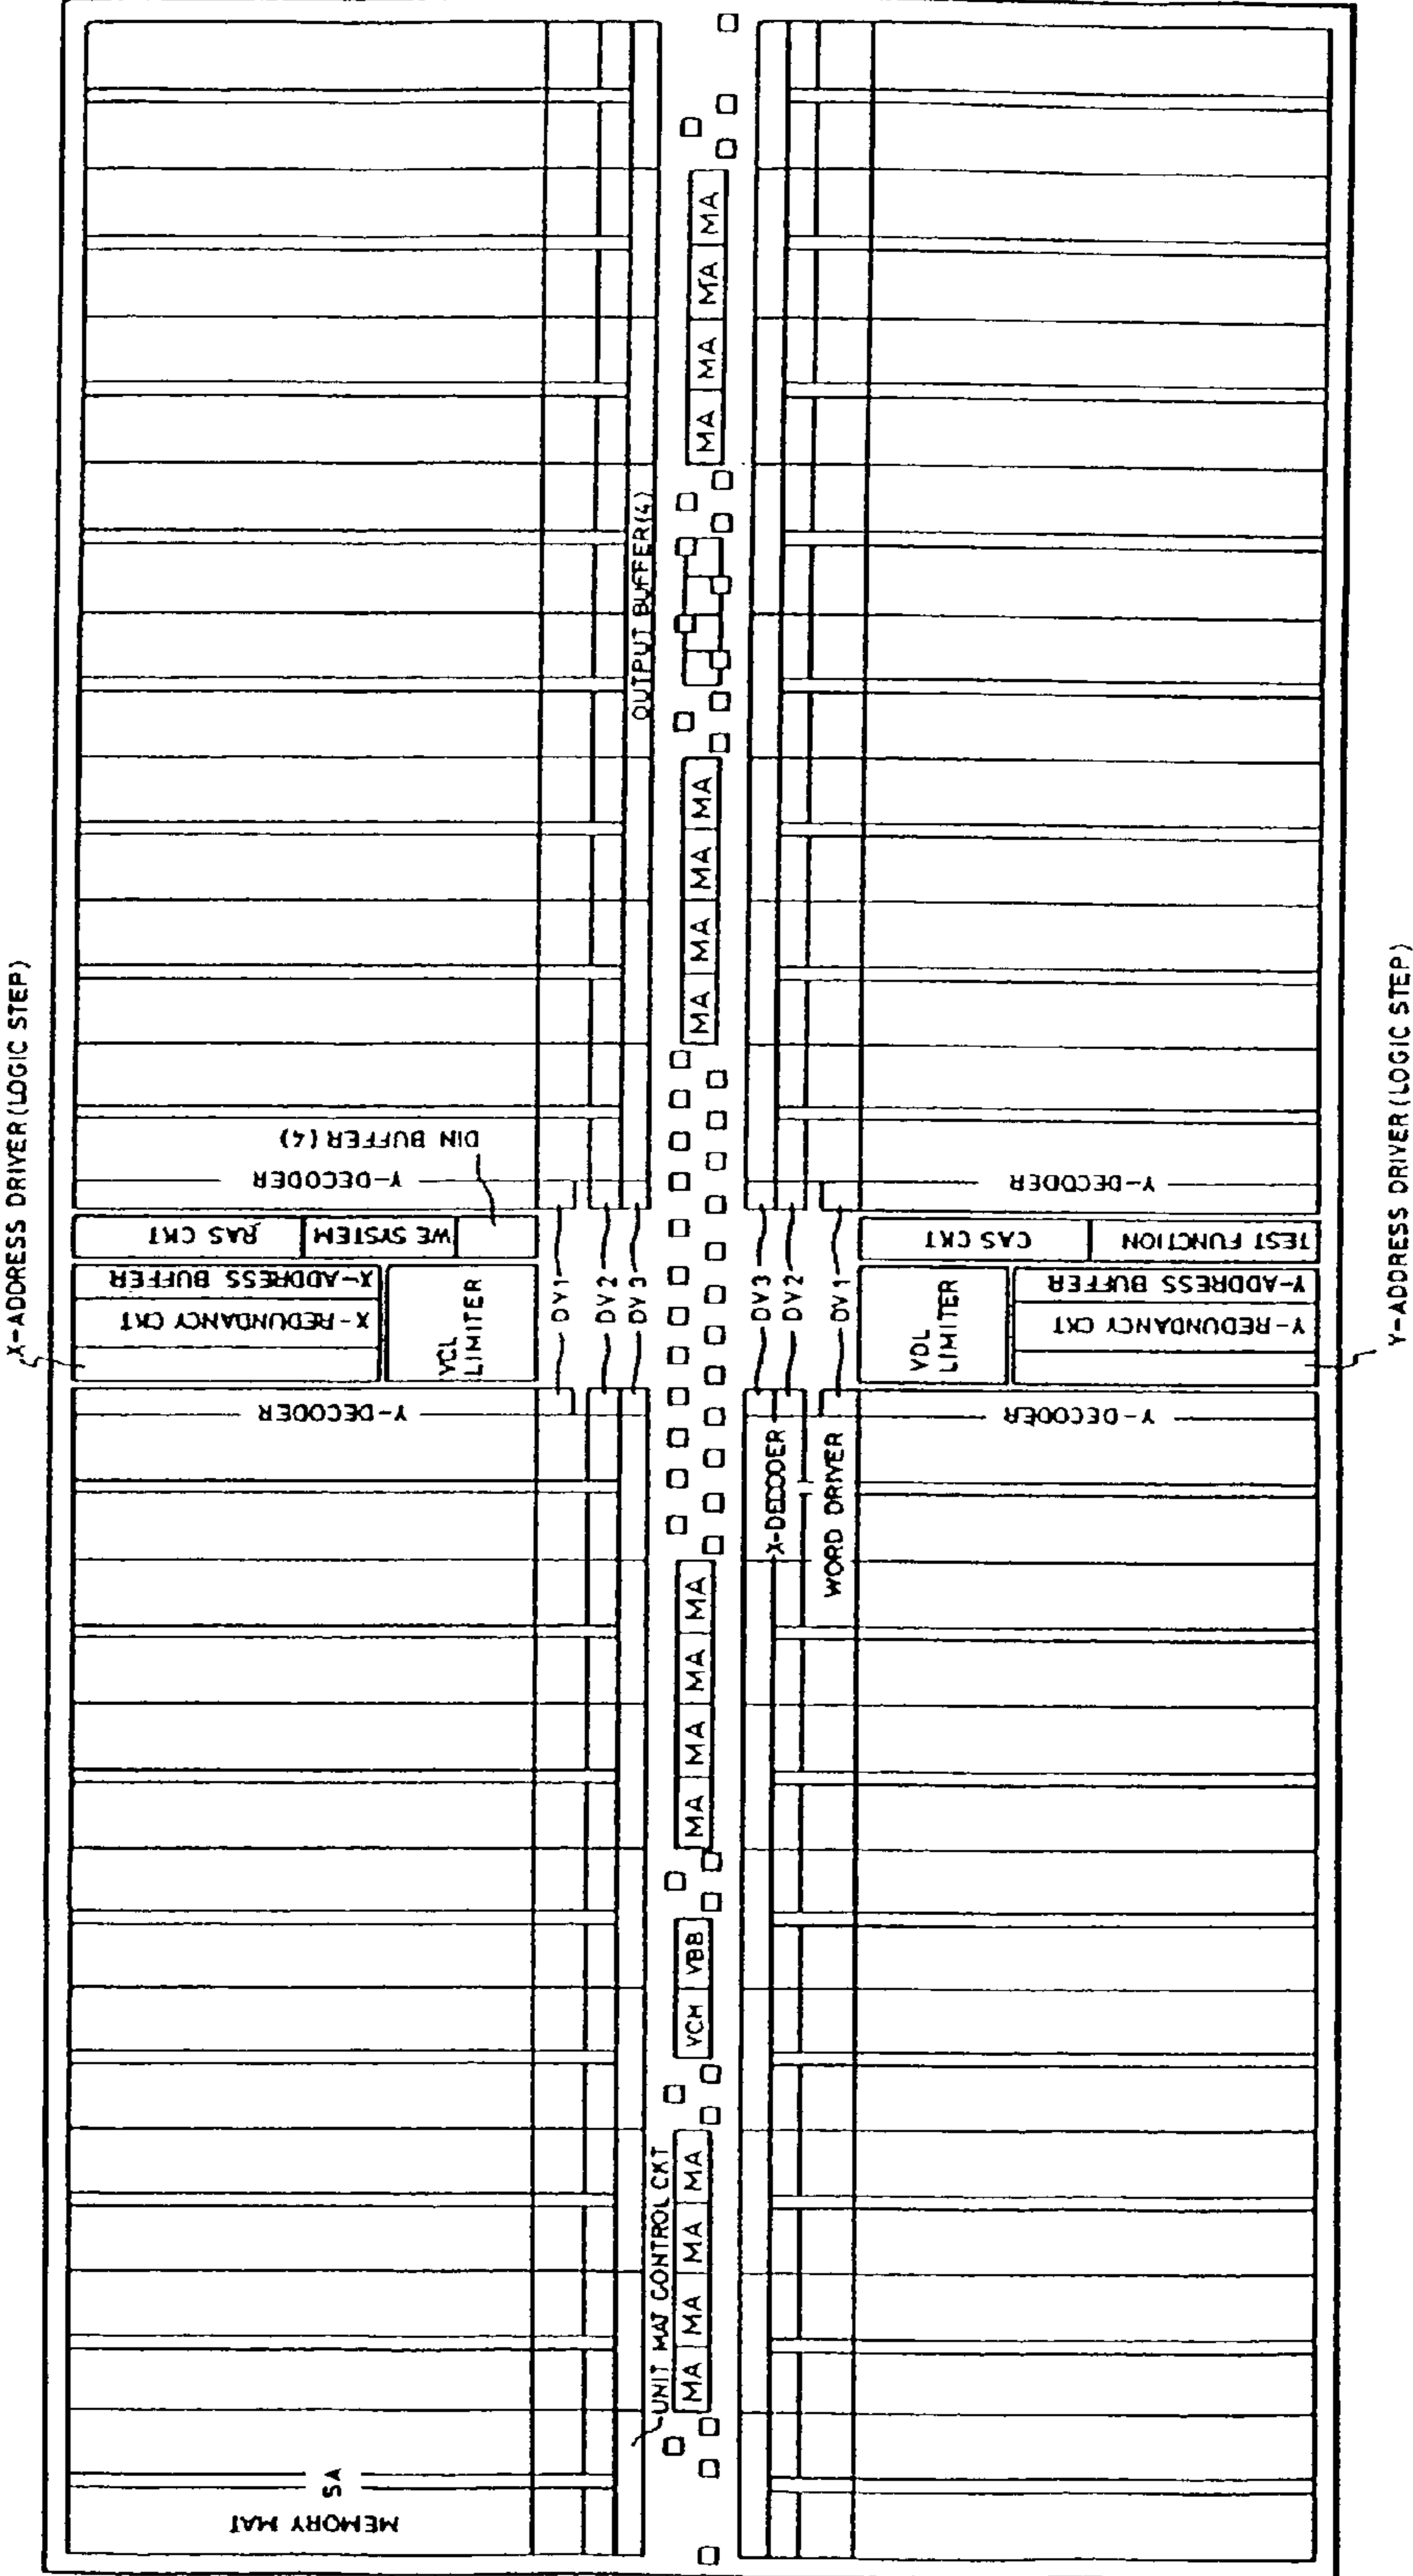 X-ADDRESS DRIVER (LOGIC STEP)
OUTPUT BUFFER (4)
MA MA MA MA
MA MA MA MA
DIN BUFFER (4)
Y-DECODER
Y-DECODER
RAS CKT
WE SYSTEM
X-ADDRESS BUFFER
X-REDUNDANCY CKT
VCL
LIMITER
DV1
DV2
DV3
DV3
DV2
DV1
CAS CKT
TEST FUNCTION
Y-ADDRESS BUFFER
Y-REDUNDANCY CKT
VDL
LIMITER
Y-ADDRESS DRIVER (LOGIC STEP)
Y-DECODER
Y-DECODER
X-DECODER
WORD DRIVER
MA MA MA MA
VCH VBB
UNIT MAT CONTROL CKT
MA MA MA MA
SA
MEMORY MAT